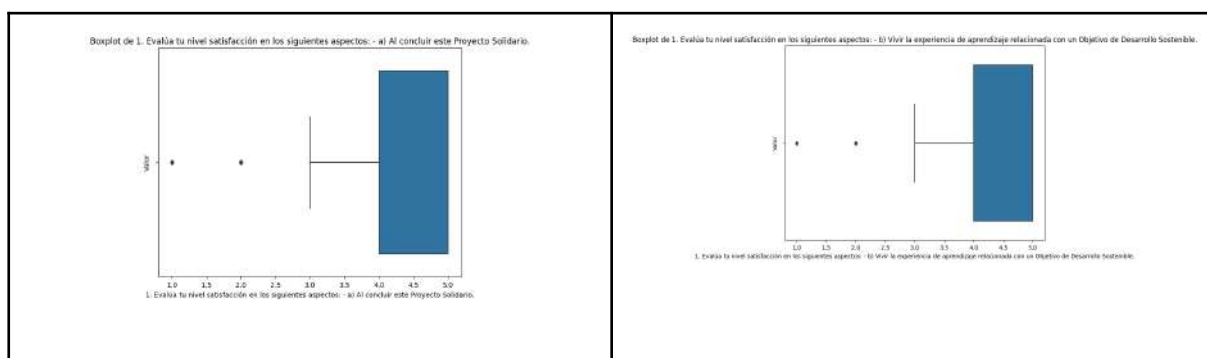 Boxplot de 1. Evalúa tu nivel satisfacción en los siguientes aspectos: - a) Al concluir este Proyecto Solidario.
Valor
1.0 1.5 2.0 2.5 3.0 3.5 4.0 4.5 5.0
1. Evalúa tu nivel satisfacción en los siguientes aspectos: - a) Al concluir este Proyecto Solidario.
Boxplot de 1. Evalúa tu nivel satisfacción en los siguientes aspectos: - b) Vivir la experiencia de aprendizaje relacionada con un Objetivo de Desarrollo Sostenible.
Valor
1.0 1.5 2.0 2.5 3.0 3.5 4.0 4.5 5.0
1. Evalúa tu nivel satisfacción en los siguientes aspectos: - b) Vivir la experiencia de aprendizaje relacionada con un Objetivo de Desarrollo Sostenible.